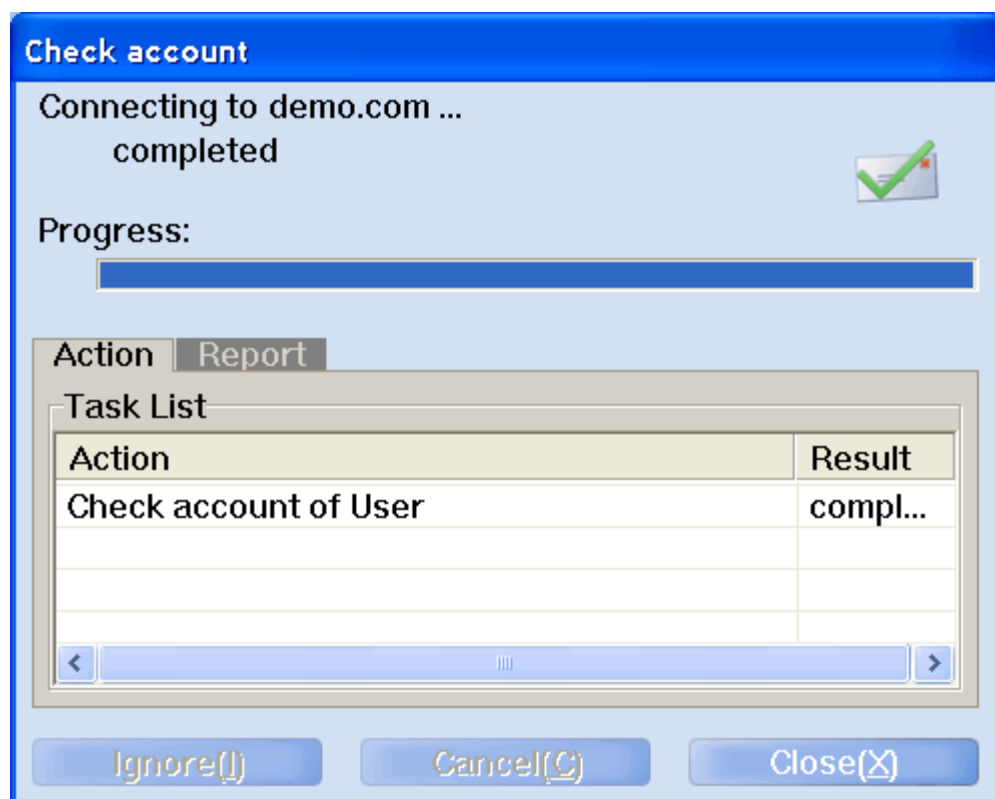 Check account
Connecting to demo.com ...
completed
Progress:
Action Report
Task List
Action Result
Check account of User compl...
Ignore(I) Cancel(C) Close(X)